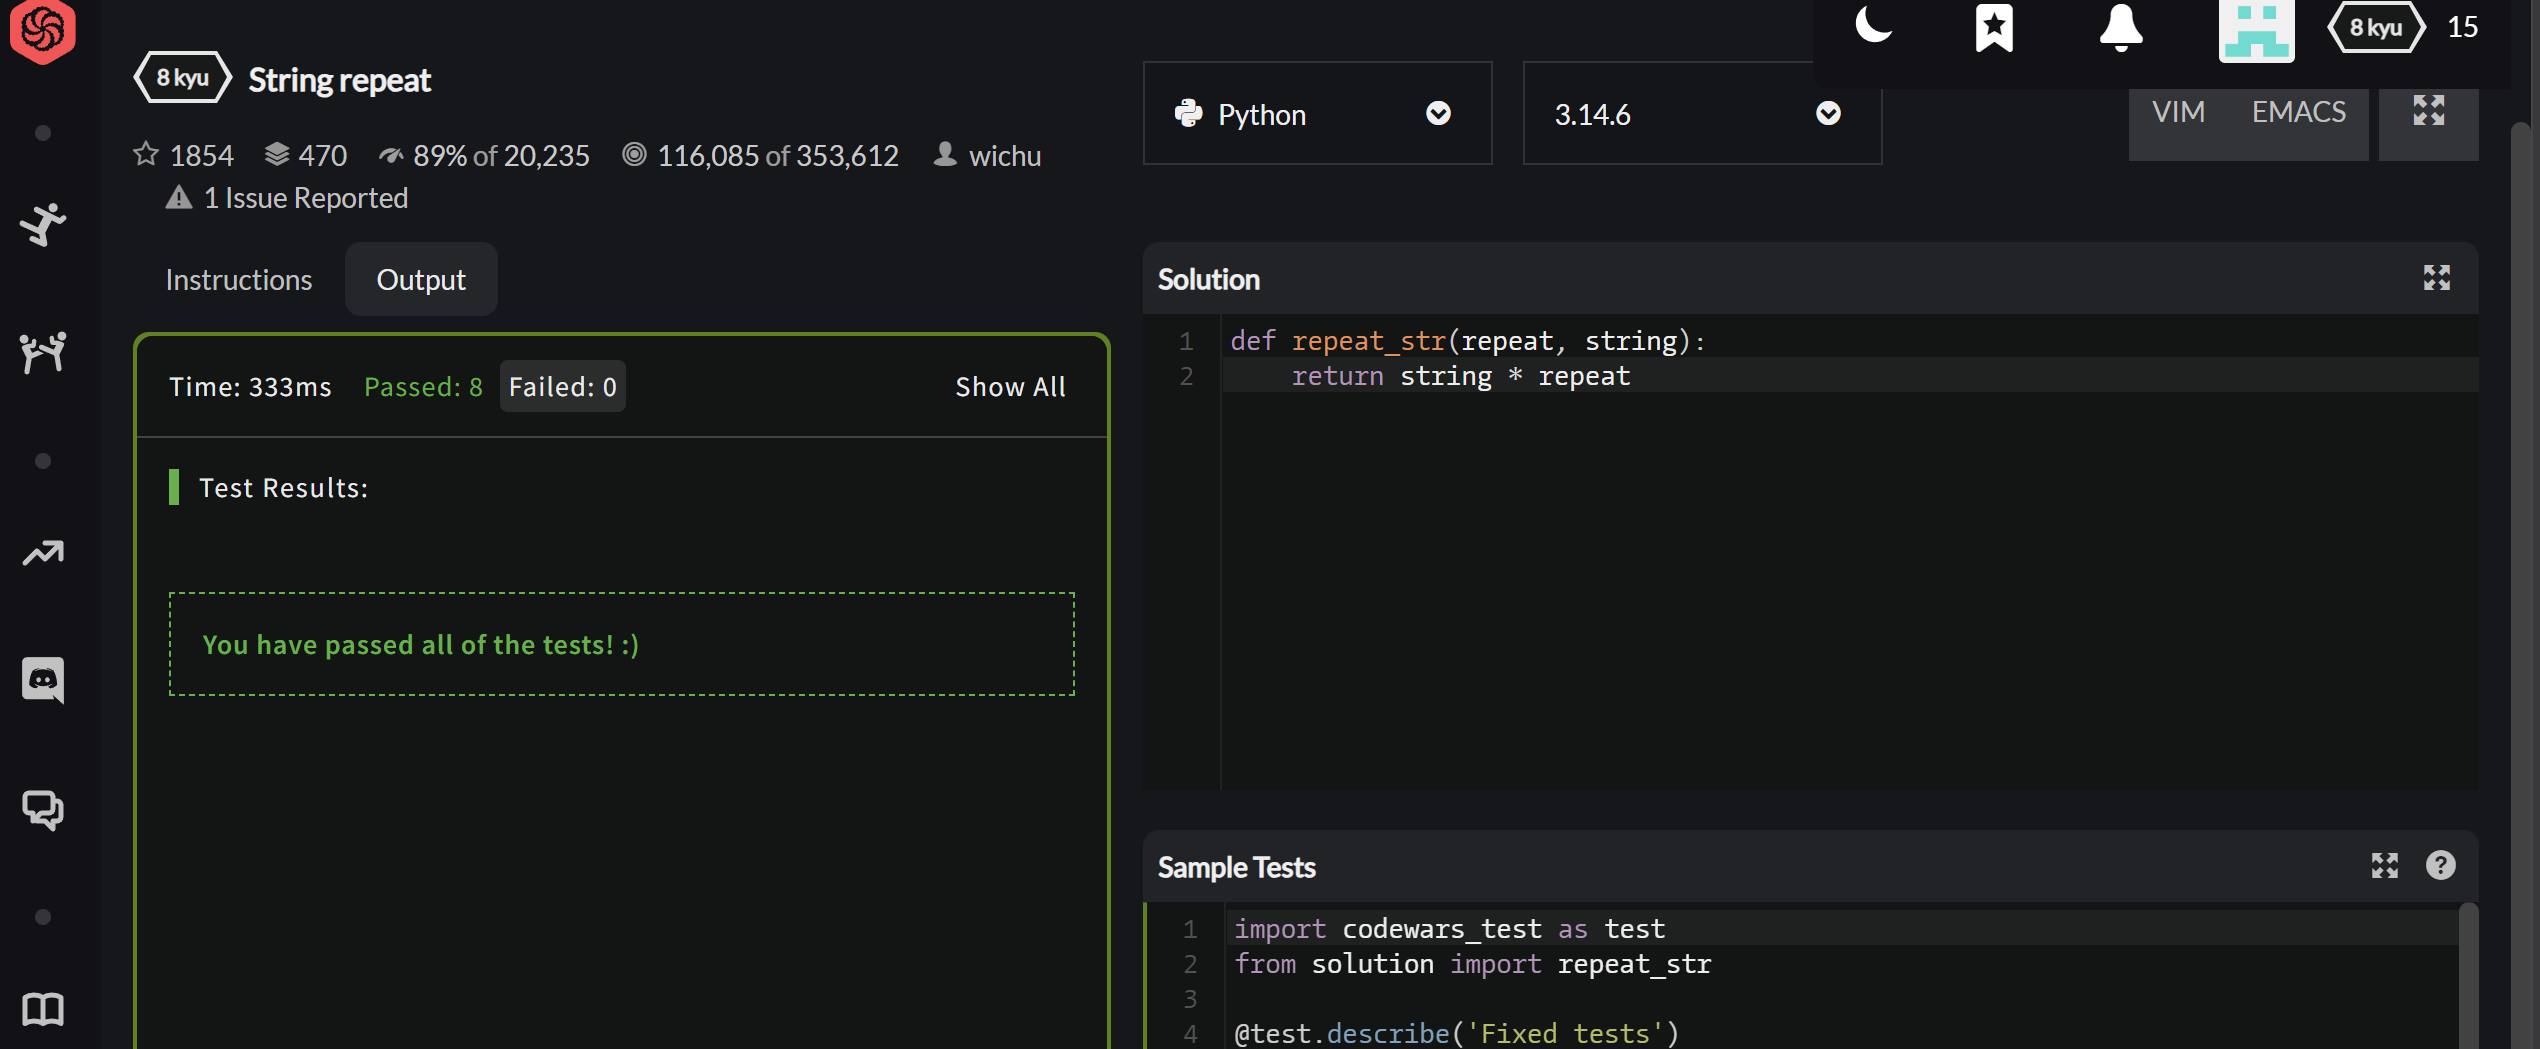 8 kyu
15
8 kyu String repeat
1854 470 89% of 20,235 116,085 of 353,612 wichu
1 Issue Reported
Python
3.14.6
VIM EMACS
Instructions Output
Time: 333ms Passed: 8 Failed: 0 Show All
Test Results:
You have passed all of the tests! :)
Solution
1 def repeat_str(repeat, string):
2     return string * repeat
Sample Tests
?
1 import codewars_test as test
2 from solution import repeat_str
3
4 @test.describe('Fixed tests')